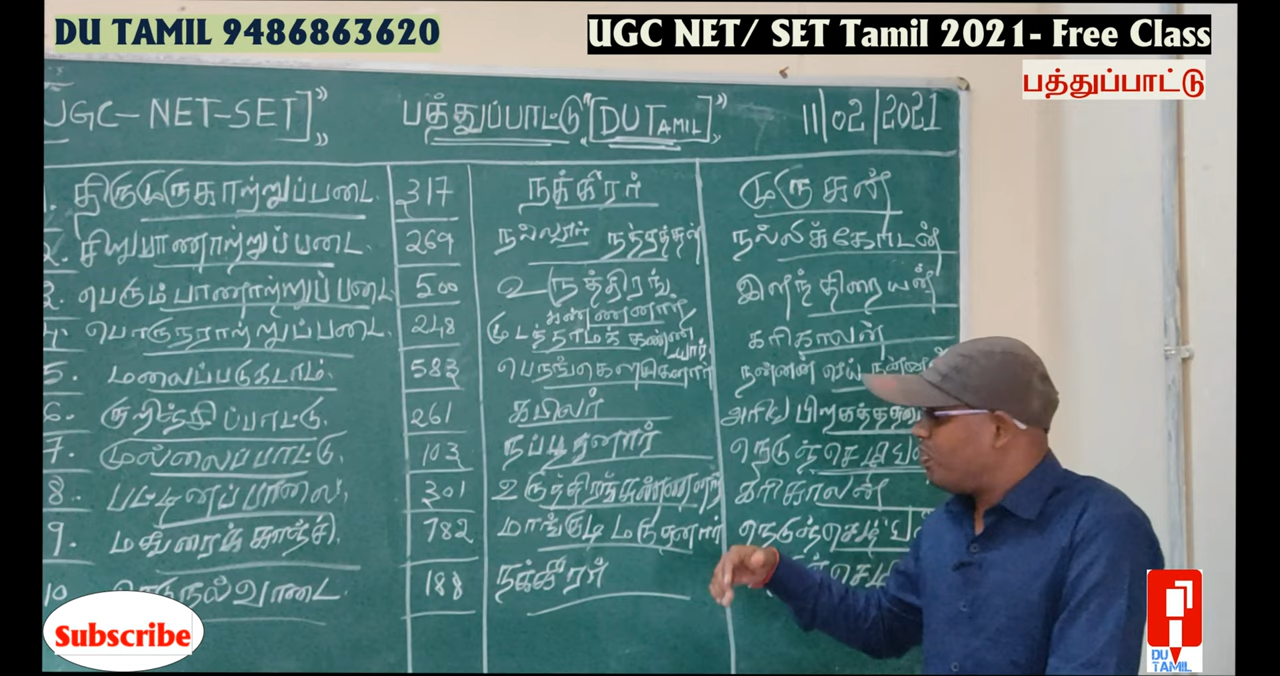 DU TAMIL 9486863620
UGC NET/ SET Tamil 2021- Free Class
பத்துப்பாட்டு
UGC-NET-SET]" பத்துப்பாட்டு "[DU TAMIL]" 11/02/2021
1. திருமுருகாற்றுப்படை 317 நக்கீரர் முருகன்
2. சிறுபாணாற்றுப்படை. 269 நல்லூர் நத்தத்தன் நல்லிக்கோடன்
3. பெரும்பாணாற்றுப்படை 500 உருத்திரங் கண்ணனார் இளந்திரையன்
4. பொருநராற்றுப்படை. 248 முடத்தாமக் கண்ணி யார் கரிகாலன்
5. மலைபடுகடாம். 583 பெருங்கௌசிகனார் நன்னன் சேய்
6. குறிஞ்சிப்பாட்டு. 261 கபிலர் அரிய பிரகத்த
7. முல்லைப்பாட்டு. 103 நப்பூதனார் நெடுஞ்செழிய
8. பட்டினப்பாலை. 301 உருத்திரங்கண்ணனார் கரிகாலன்
9. மதுரைக் காஞ்சி 782 மாங்குடி மருதனார் நெடுஞ்செழிய
10 நெடுநல்வாடை. 188 நக்கீரர்
Subscribe
DU
TAMIL